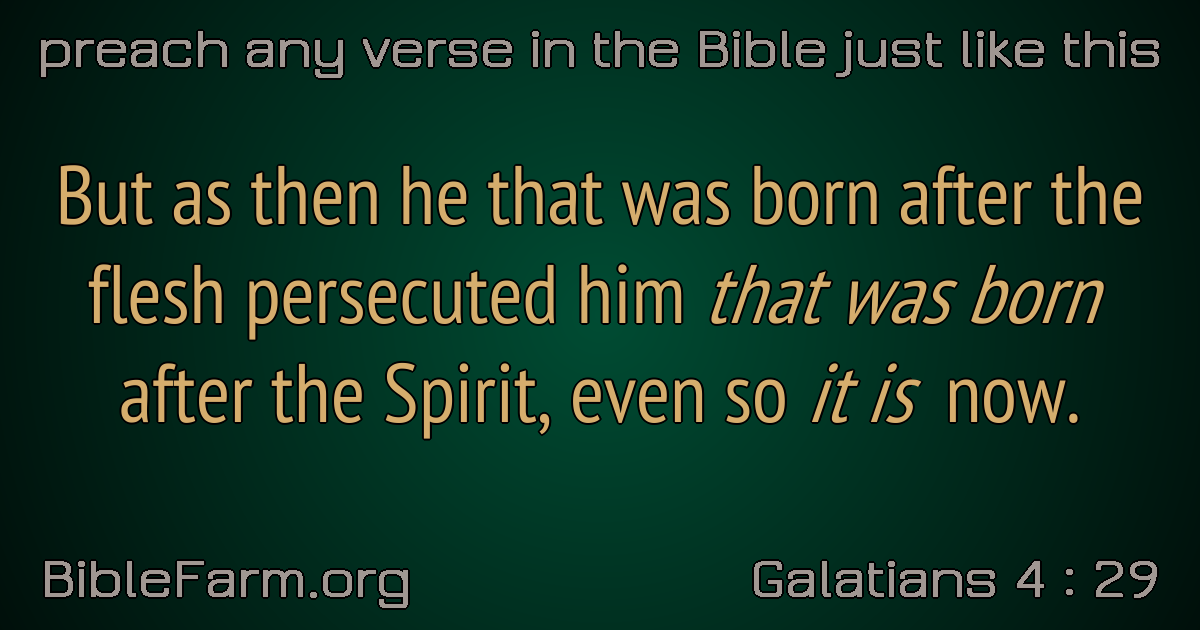 preach any verse in the Bible just like this
But as then he that was born after the
flesh persecuted him that was born
after the Spirit, even so it is now.
BibleFarm.org
Galatians 4 : 29